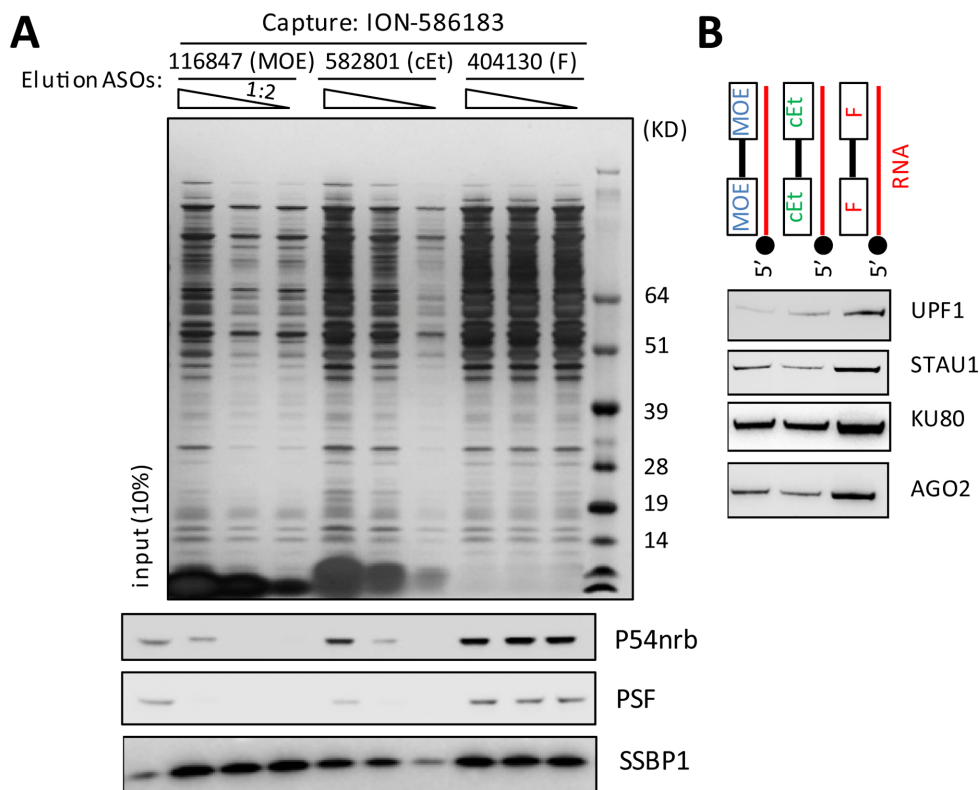 A
Capture: ION-586183
116847 (MOE) 582801 (cEt) 404130 (F)
Elution ASOs:
1:2
(KD)
64
51
39
28
19
14
input (10%)
P54nrb
PSF
SSBP1
B
MOE MOE
cEt cEt
F F
RNA
5' 5' 5'
UPF1
STAU1
KU80
AGO2